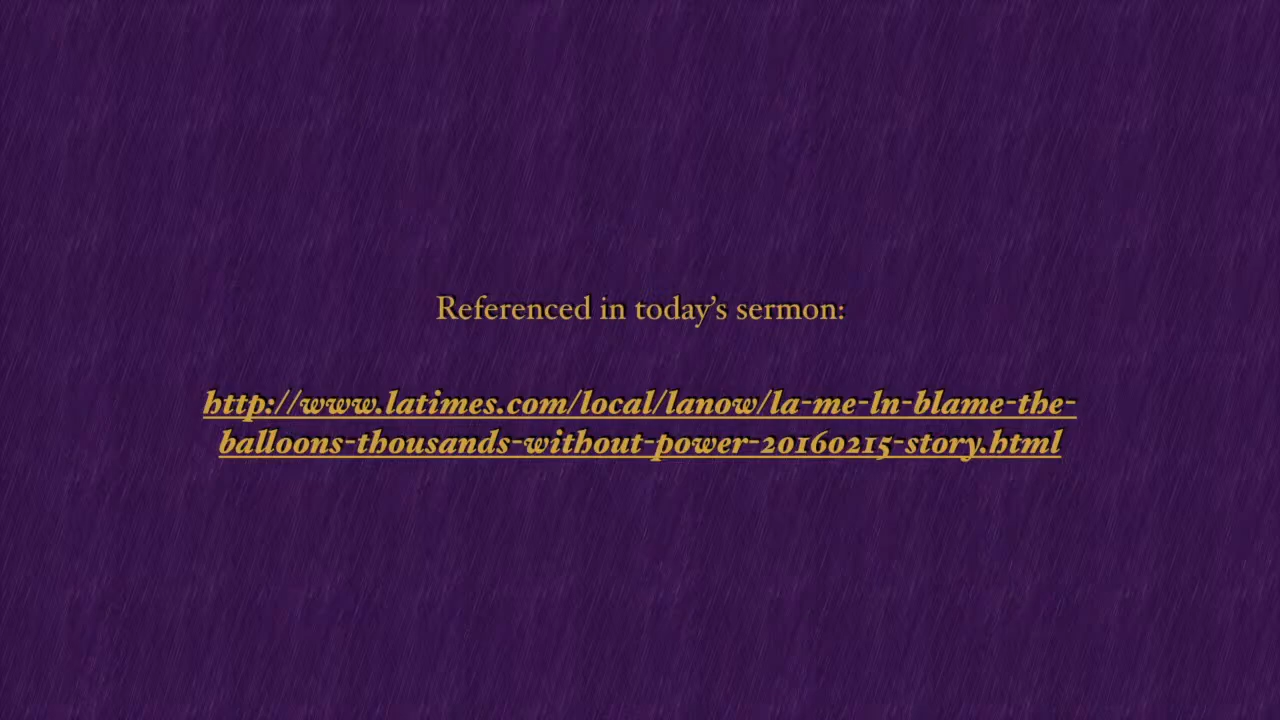 Referenced in today’s sermon:
http://www.latimes.com/local/lanow/la-me-ln-blame-the-
balloons-thousands-without-power-20160215-story.html